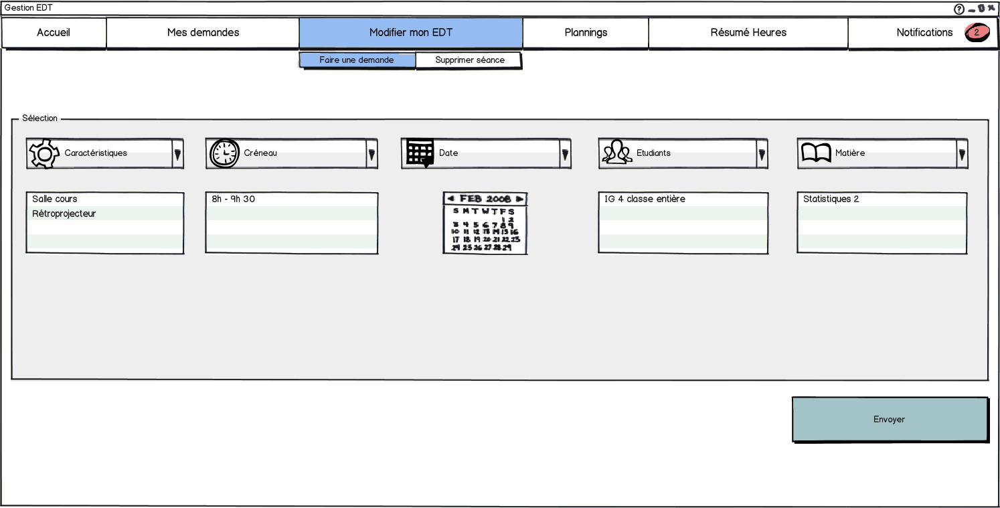 Gestion EDT
Accueil Mes demandes Modifier mon EDT Plannings Résumé Heures Notifications 2
Faire une demande Supprimer séance
Sélection
Caractéristiques Créneau Date Etudiants Matière
Salle cours 8h - 9h 30 FEB 2008 IG 4 classe entière Statistiques 2
Rétroprojecteur
S M T W T F S
1 2
3 4 5 6 7 8 9
10 11 12 13 14 15 16
17 18 19 20 21 22 23
24 25 26 27 28 29
Envoyer